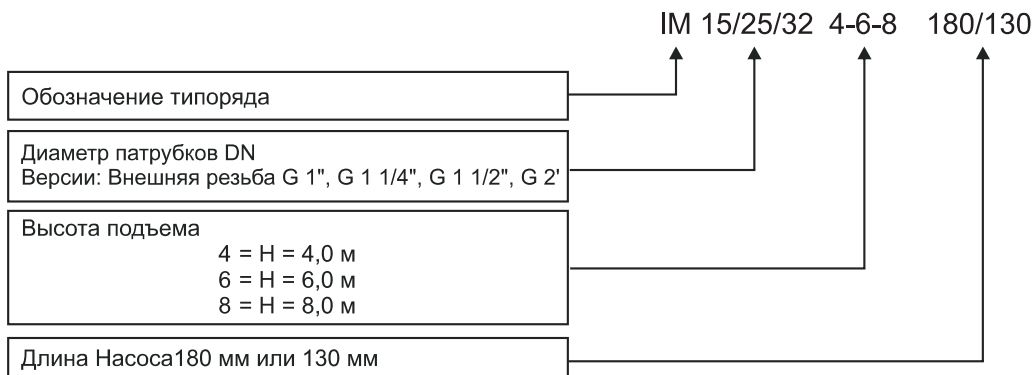 IM 15/25/32 4-6-8 180/130
Обозначение типоряда
Диаметр патрубков DN
Версии: Внешняя резьба G 1", G 1 1/4", G 1 1/2", G 2'
Высота подъема
4 = H = 4,0 м
6 = H = 6,0 м
8 = H = 8,0 м
Длина Насоса180 мм или 130 мм